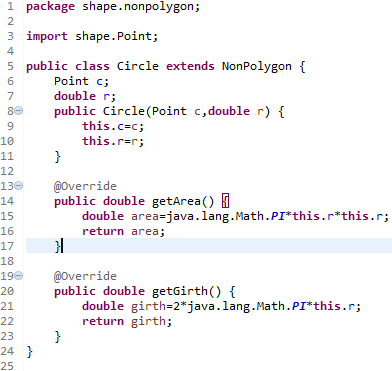 1 package shape.nonpolygon;
2
3 import shape.Point;
4
5 public class Circle extends NonPolygon {
6     Point c;
7     double r;
8     public Circle(Point c,double r) {
9         this.c=c;
10         this.r=r;
11     }
12
13     @Override
14     public double getArea() {
15         double area=java.lang.Math.PI*this.r*this.r;
16         return area;
17     }
18
19     @Override
20     public double getGirth() {
21         double girth=2*java.lang.Math.PI*this.r;
22         return girth;
23     }
24 }
25